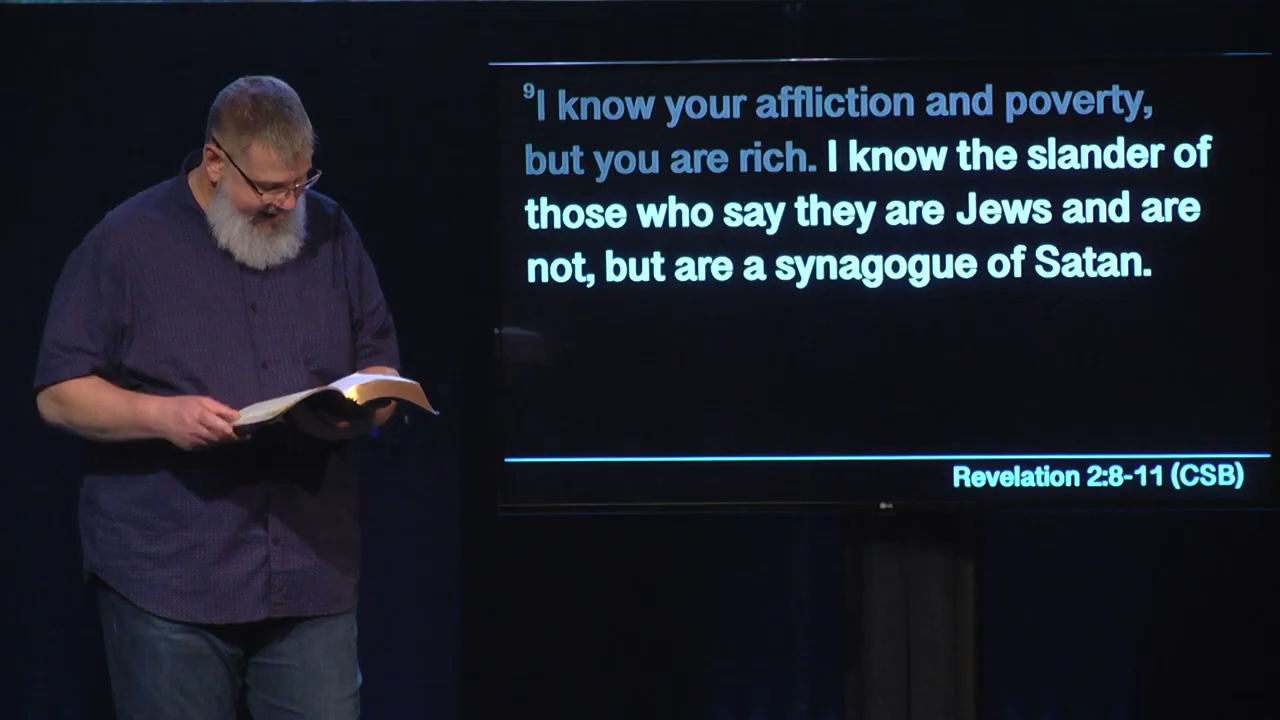 ⁹I know your affliction and poverty,
but you are rich. I know the slander of
those who say they are Jews and are
not, but are a synagogue of Satan.
Revelation 2:8-11 (CSB)